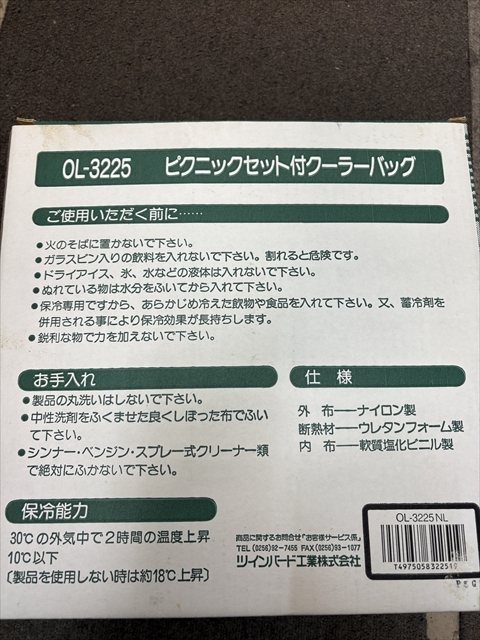 OL-3225 ピクニックセット付クーラーバッグ
ご使用いただく前に……
●火のそばに置かないで下さい。
●ガラスビン入りの飲料を入れないで下さい。割れると危険です。
●ドライアイス、氷、水などの液体は入れないで下さい。
●ぬれている物は水分をふいてから入れて下さい。
●保冷専用ですから、あらかじめ冷えた飲物や食品を入れて下さい。又、蓄冷剤を
併用される事により保冷効果が長持ちします。
●鋭利な物で力を加えないで下さい。
お手入れ
●製品の丸洗いはしないで下さい。
●中性洗剤をふくませた良くしぼった布でふい
て下さい。
●シンナー・ベンジン・スプレー式クリーナー類
で絶対にふかないで下さい。
仕様
外布──ナイロン製
断熱材──ウレタンフォーム製
内布──軟質塩化ビニル製
保冷能力
30℃の外気中で2時間の温度上昇
10℃以下
〔製品を使用しない時は約18℃上昇〕
商品に関するお問合せ「お客様サービス係」
TEL(0256)92-7455 FAX(0256)93-1077
ツインバード工業株式会社
OL-3225NL